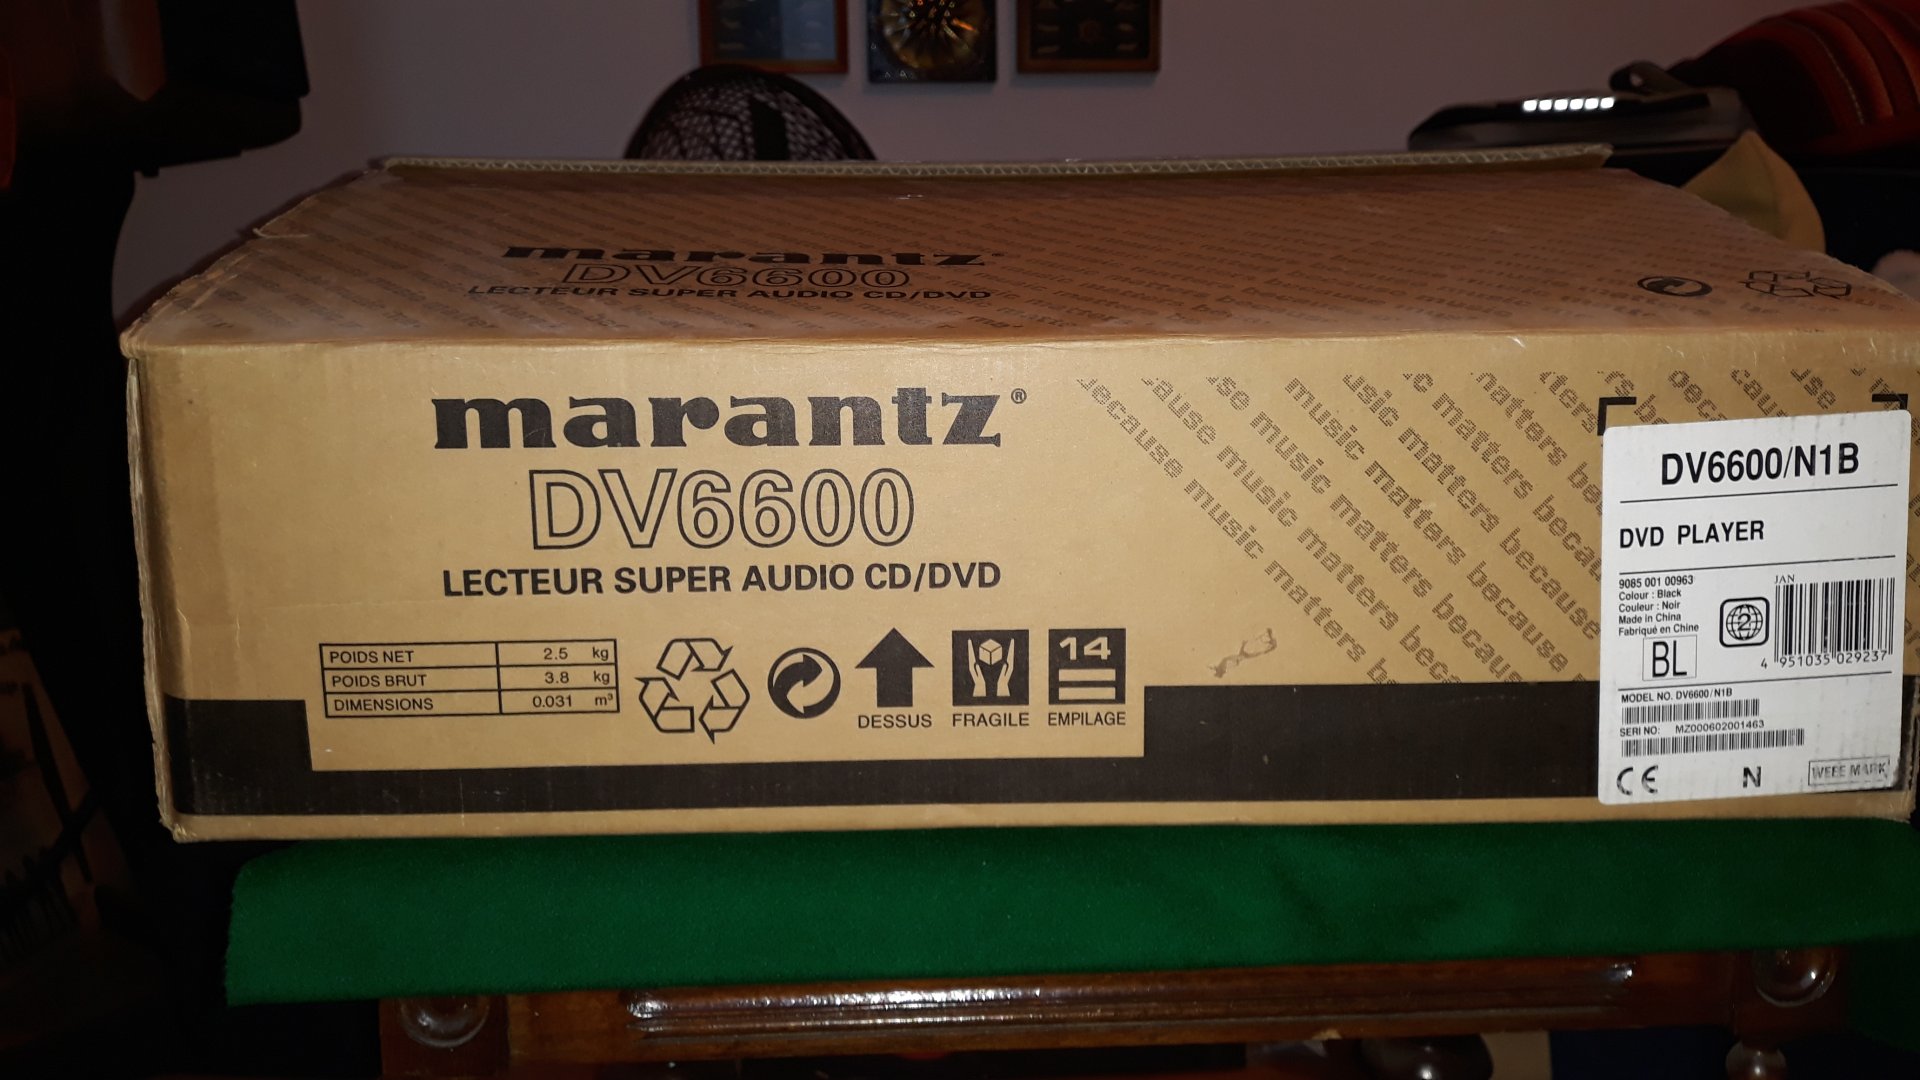 marantz
DV6600
LECTEUR SUPER AUDIO CD/DVD
marantz®
DV6600
LECTEUR SUPER AUDIO CD/DVD
because music matters because music matters
POIDS NET 2.5 kg
POIDS BRUT 3.8 kg
DIMENSIONS 0.031 m³
DESSUS FRAGILE
14
EMPILAGE
DV6600/N1B
DVD PLAYER
9085 001 00963
Colour : Black
Couleur : Noir
Made in China
Fabriqué en Chine
BL
2
JAN
4 951035 029237
MODEL NO. DV6600/N1B
SERI NO: MZ000602001463
CE N WEEE MARK